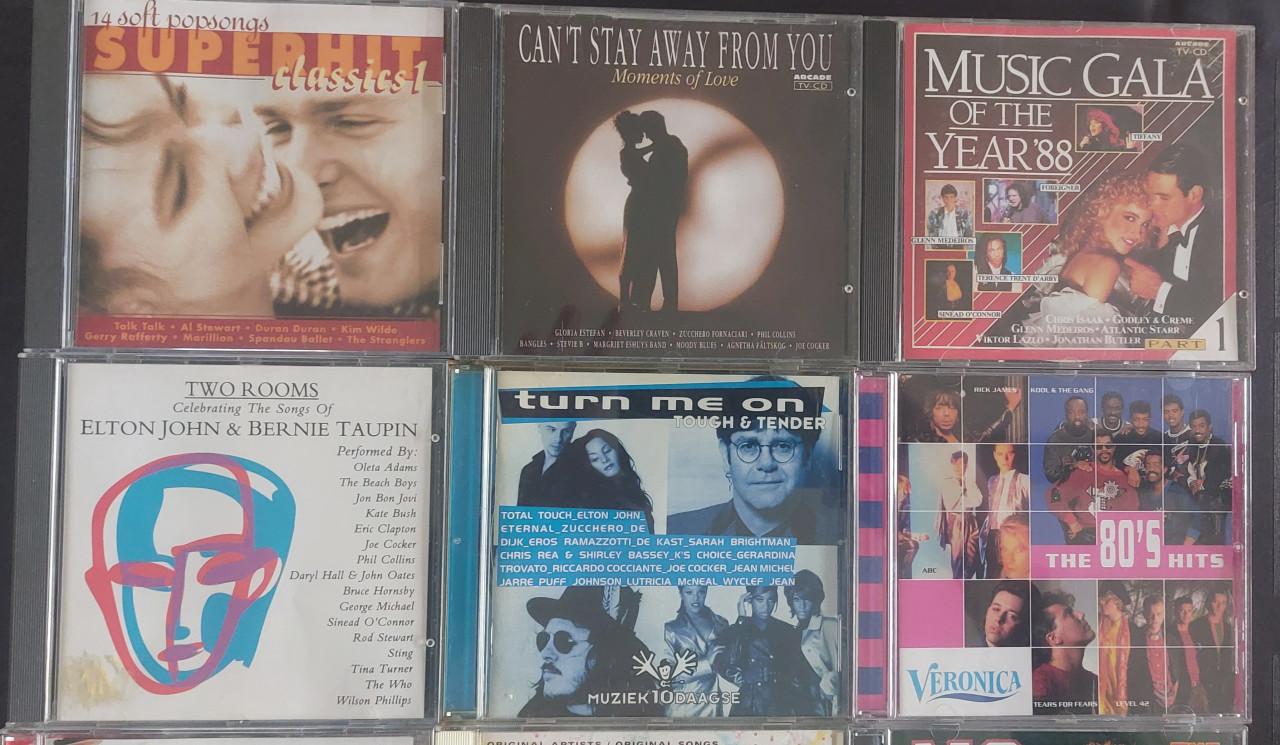 14 soft popsongs
SUPERHIT
classics 1
Talk Talk • Al Stewart • Duran Duran • Kim Wilde
Gerry Rafferty • Marillion • Spandau Ballet • The Stranglers
CAN'T STAY AWAY FROM YOU
Moments of Love
ARCADE
TV-CD
GLORIA ESTEFAN • BEVERLEY CRAVEN • ZUCCHERO FORNACIARI • PHIL COLLINS
BANGLES • STEVIE B • MARGRIET ESHUYS BAND • MOODY BLUES • AGNETHA FÄLTSKOG • JOE COCKER
ARCADE
TV-CD
MUSIC GALA
OF THE
YEAR '88
TIFFANY
FOREIGNER
GLENN MEDEIROS
TERENCE TRENT D'ARBY
SINEAD O'CONNOR
CHRIS ISAAK • GODLEY & CREME
GLENN MEDEIROS • ATLANTIC STARR
VIKTOR LAZLO • JONATHAN BUTLER
PART 1
TWO ROOMS
Celebrating The Songs Of
ELTON JOHN & BERNIE TAUPIN
Performed By:
Oleta Adams
The Beach Boys
Jon Bon Jovi
Kate Bush
Eric Clapton
Joe Cocker
Phil Collins
Daryl Hall & John Oates
Bruce Hornsby
George Michael
Sinead O'Connor
Rod Stewart
Sting
Tina Turner
The Who
Wilson Phillips
turn me on
TOUGH & TENDER
TOTAL TOUCH_ELTON JOHN_
ETERNAL_ZUCCHERO_DE
DIJK_EROS RAMAZZOTTI_DE KAST_SARAH BRIGHTMAN_
CHRIS REA & SHIRLEY BASSEY_K'S CHOICE_GERARDINA
TROVATO_RICCARDO COCCIANTE_JOE COCKER_JEAN MICHEL
JARRE_PUFF JOHNSON_LUTRICIA McNEAL_WYCLEF JEAN
MUZIEK10DAAGSE
RICK JAMES
KOOL & THE GANG
ABC
THE 80'S HITS
VERONICA
TEARS FOR FEARS
LEVEL 42
ORIGINAL ARTISTS / ORIGINAL SONGS